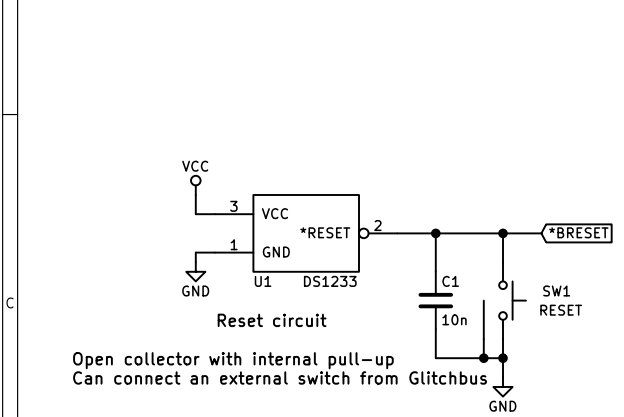 VCC
3
VCC
*RESET
2
*BRESET
1
GND
GND
U1 DS1233
C1
10n
SW1
RESET
C
Reset circuit
Open collector with internal pull-up
Can connect an external switch from Glitchbus
GND